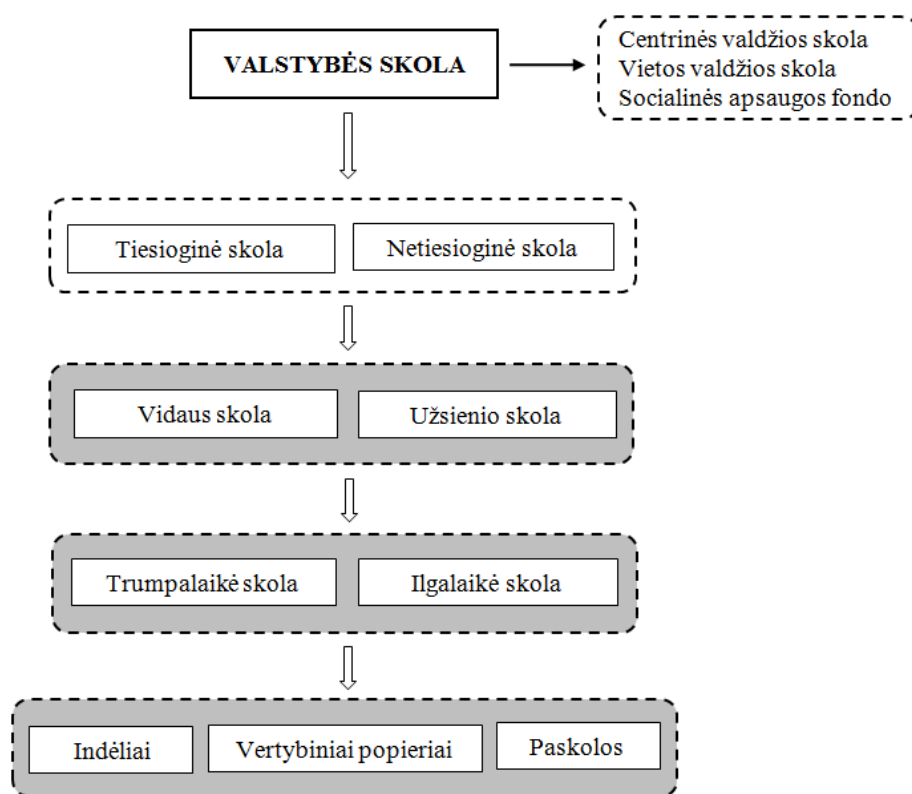 VALSTYBĖS SKOLA
Centrinės valdžios skola
Vietos valdžios skola
Socialinės apsaugos fondo
Tiesioginė skola
Netiesioginė skola
Vidaus skola
Užsienio skola
Trumpalaikė skola
Ilgalaikė skola
Indėliai
Vertybiniai popieriai
Paskolos